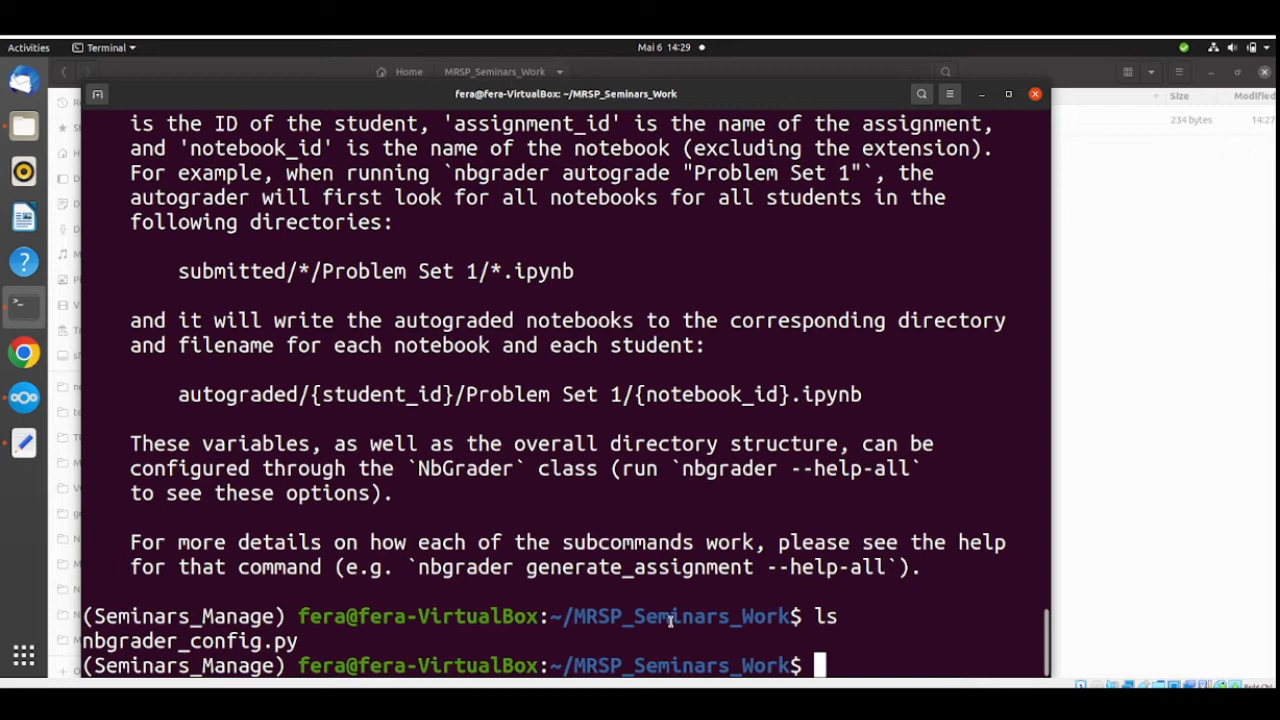 Activities
Terminal
Mai 6 14:29
Home
MRSP_Seminars_Work
fera@fera-VirtualBox: ~/MRSP_Seminars_Work
Size
Modified
234 bytes
14:27
is the ID of the student, 'assignment_id' is the name of the assignment,
and 'notebook_id' is the name of the notebook (excluding the extension).
For example, when running `nbgrader autograde "Problem Set 1"`, the
autograder will first look for all notebooks for all students in the
following directories:
submitted/*/Problem Set 1/*.ipynb
and it will write the autograded notebooks to the corresponding directory
and filename for each notebook and each student:
autograded/{student_id}/Problem Set 1/{notebook_id}.ipynb
These variables, as well as the overall directory structure, can be
configured through the `NbGrader` class (run `nbgrader --help-all`
to see these options).
For more details on how each of the subcommands work, please see the help
for that command (e.g. `nbgrader generate_assignment --help-all`).
(Seminars_Manage) fera@fera-VirtualBox:~/MRSP_Seminars_Work$ ls
nbgrader_config.py
(Seminars_Manage) fera@fera-VirtualBox:~/MRSP_Seminars_Work$